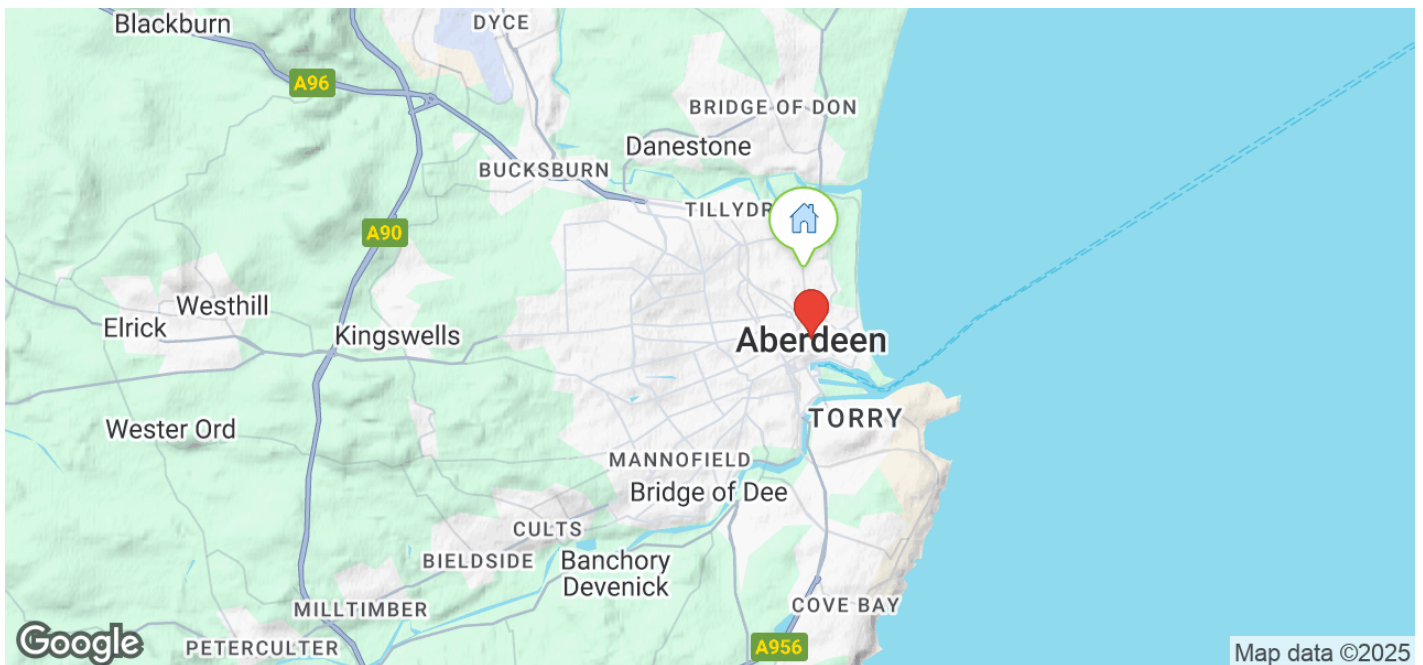 Blackburn
DYCE
A96
BRIDGE OF DON
Danestone
BUCKSBURN
TILLYDR
A90
Westhill
Elrick
Kingswells
Aberdeen
TORRY
Wester Ord
MANNOFIELD
Bridge of Dee
CULTS
BIELDSIDE
Banchory
Devenick
MILLTIMBER
COVE BAY
PETERCULTER
A956
Google
Map data ©2025